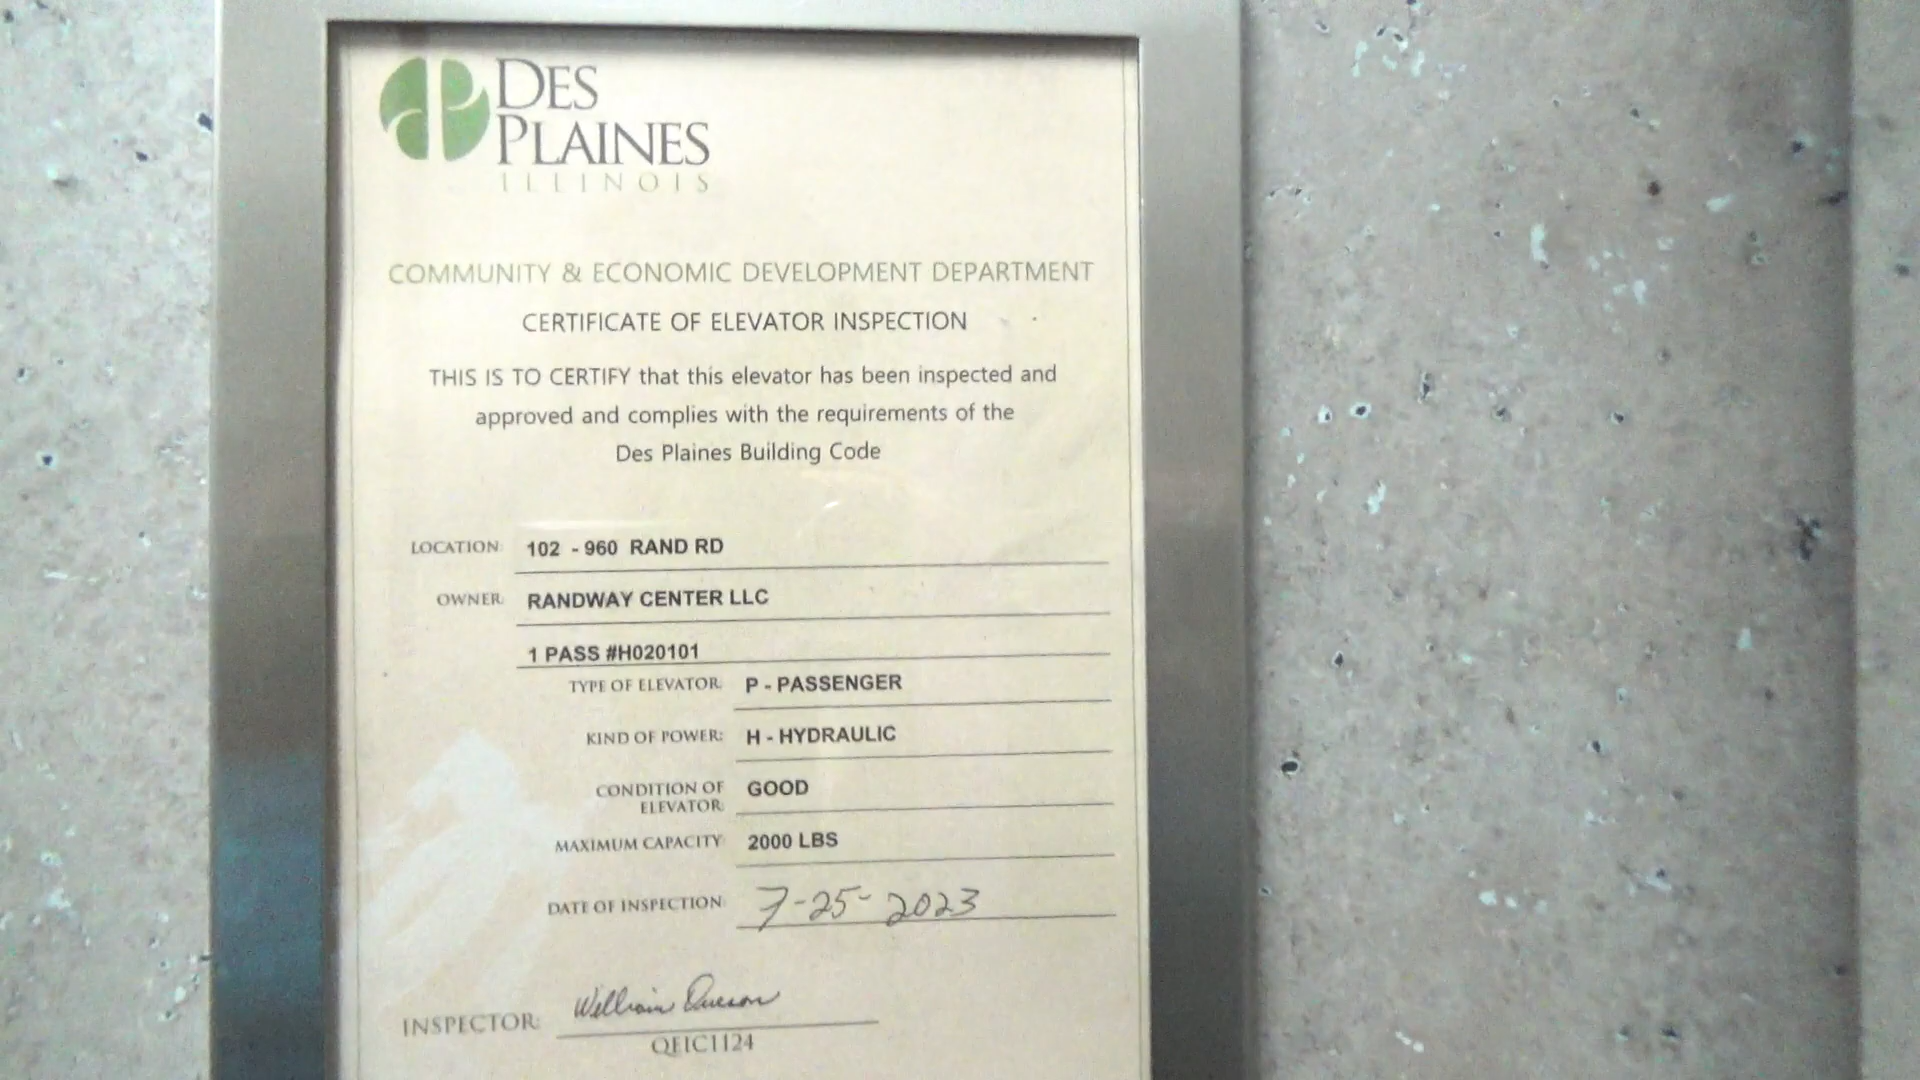 DES
PLAINES
ILLINOIS
COMMUNITY & ECONOMIC DEVELOPMENT DEPARTMENT
CERTIFICATE OF ELEVATOR INSPECTION
THIS IS TO CERTIFY that this elevator has been inspected and
approved and complies with the requirements of the
Des Plaines Building Code
LOCATION: 102 - 960 RAND RD
OWNER: RANDWAY CENTER LLC
1 PASS #H020101
TYPE OF ELEVATOR: P - PASSENGER
KIND OF POWER: H - HYDRAULIC
CONDITION OF
ELEVATOR: GOOD
MAXIMUM CAPACITY: 2000 LBS
DATE OF INSPECTION: 7-25-2023
INSPECTOR: William
QEIC1124